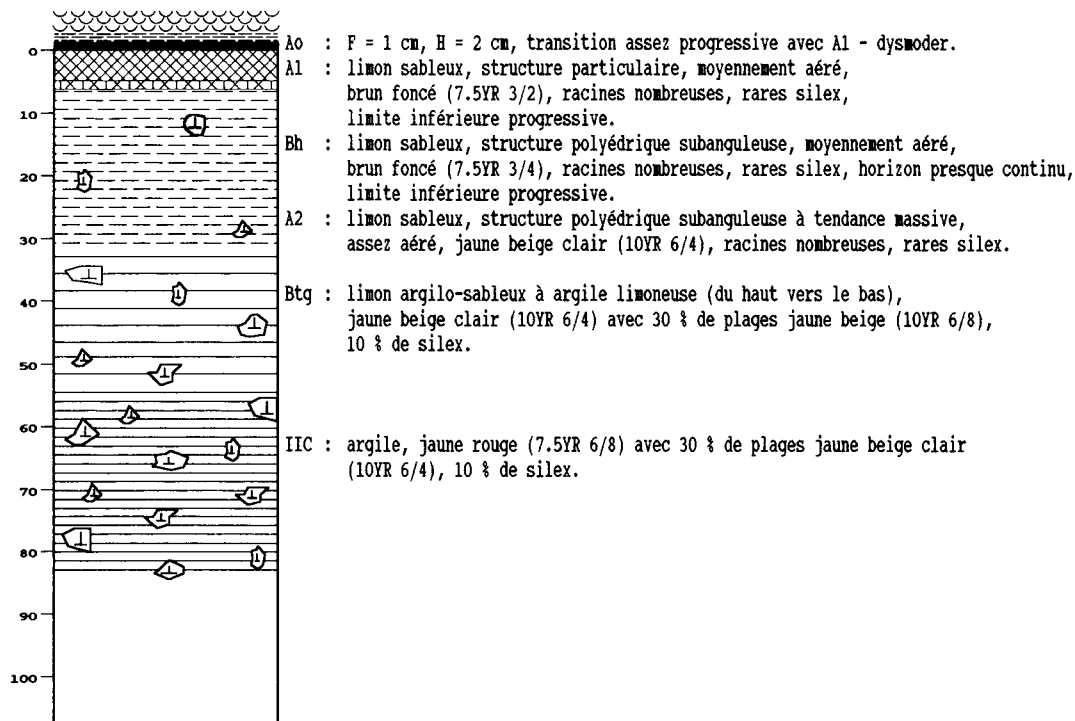 Ao : F = 1 cm, H = 2 cm, transition assez progressive avec A1 - dysmoder.
A1 : limon sableux, structure particulaire, moyennement aéré,
brun foncé (7.5YR 3/2), racines nombreuses, rares silex,
limite inférieure progressive.
Bh : limon sableux, structure polyédrique subanguleuse, moyennement aéré,
brun foncé (7.5YR 3/4), racines nombreuses, rares silex, horizon presque continu,
limite inférieure progressive.
A2 : limon sableux, structure polyédrique subanguleuse à tendance massive,
assez aéré, jaune beige clair (10YR 6/4), racines nombreuses, rares silex.
Btg : limon argilo-sableux à argile limoneuse (du haut vers le bas),
jaune beige clair (10YR 6/4) avec 30 % de plages jaune beige (10YR 6/8),
10 % de silex.
IIC : argile, jaune rouge (7.5YR 6/8) avec 30 % de plages jaune beige clair
(10YR 6/4), 10 % de silex.
0
10
20
30
40
50
60
70
80
90
100